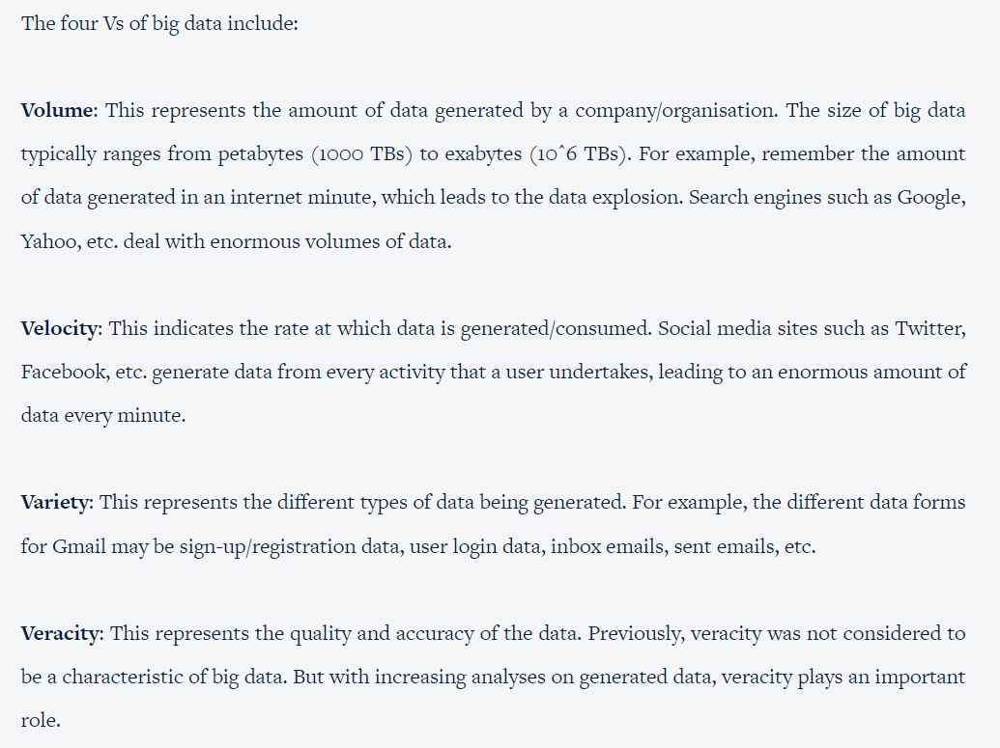 The four Vs of big data include:
Volume: This represents the amount of data generated by a company/organisation. The size of big data
typically ranges from petabytes (1000 TBs) to exabytes (10^6 TBs). For example, remember the amount
of data generated in an internet minute, which leads to the data explosion. Search engines such as Google,
Yahoo, etc. deal with enormous volumes of data.
Velocity: This indicates the rate at which data is generated/consumed. Social media sites such as Twitter,
Facebook, etc. generate data from every activity that a user undertakes, leading to an enormous amount of
data every minute.
Variety: This represents the different types of data being generated. For example, the different data forms
for Gmail may be sign-up/registration data, user login data, inbox emails, sent emails, etc.
Veracity: This represents the quality and accuracy of the data. Previously, veracity was not considered to
be a characteristic of big data. But with increasing analyses on generated data, veracity plays an important
role.